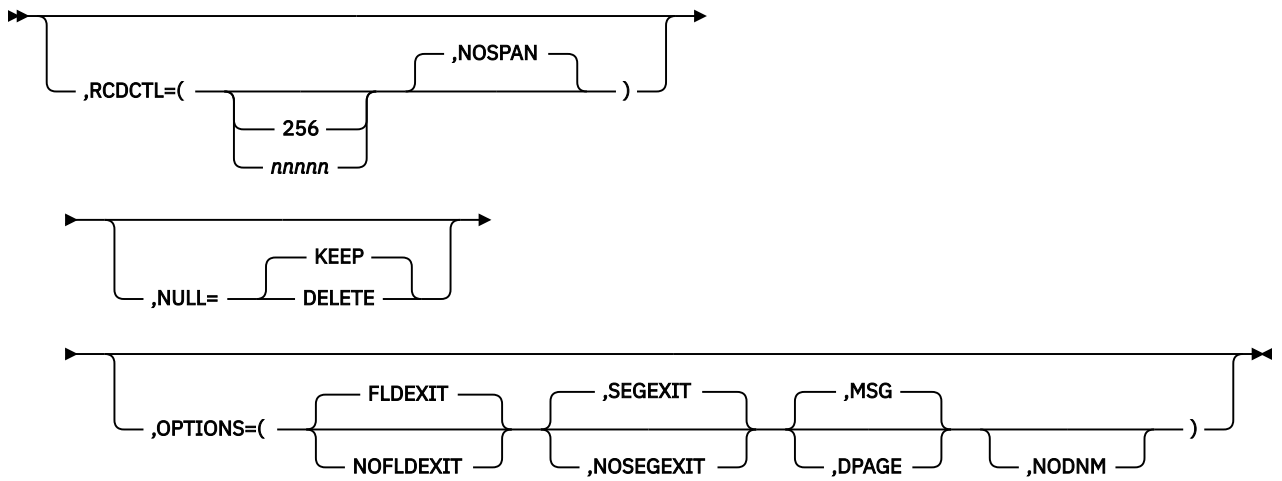 ,NOSPAN
,RCDCTL=( )
256
nnnnn
KEEP
,NULL= DELETE
FLDEXIT ,SEGEXIT ,MSG
,OPTIONS=( )
NOFLDEXIT ,NOSEGEXIT ,DPAGE ,NODNM